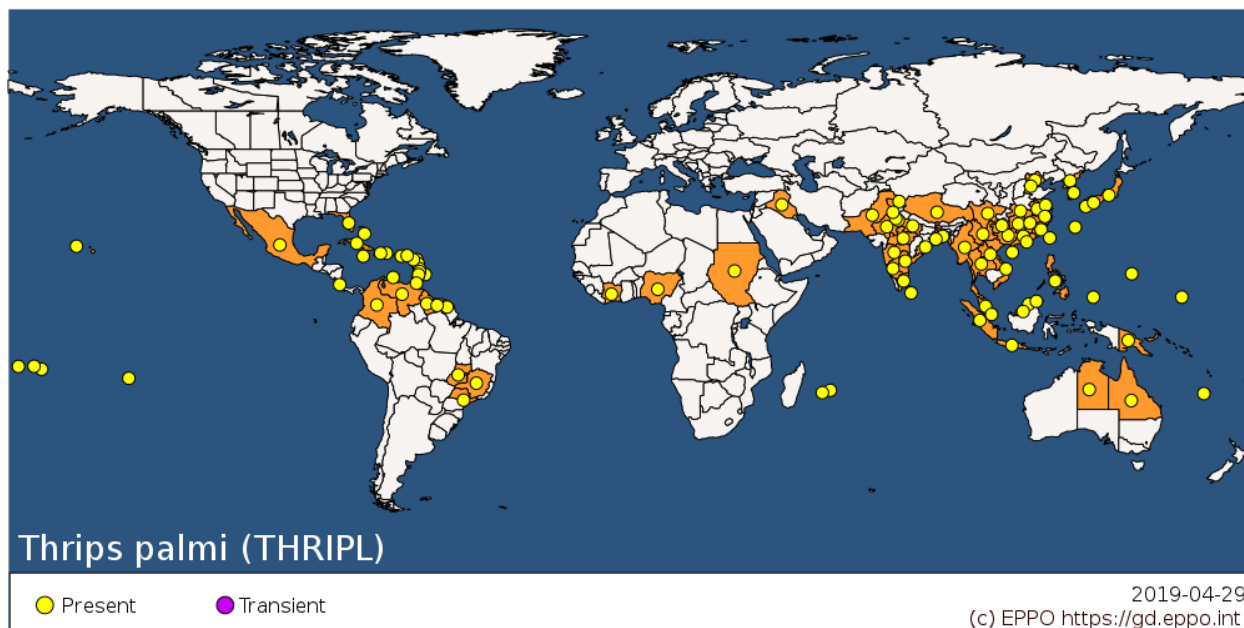 Thrips palmi (THRIPL)
Present
Transient
2019-04-29
(c) EPPO https://gd.eppo.int